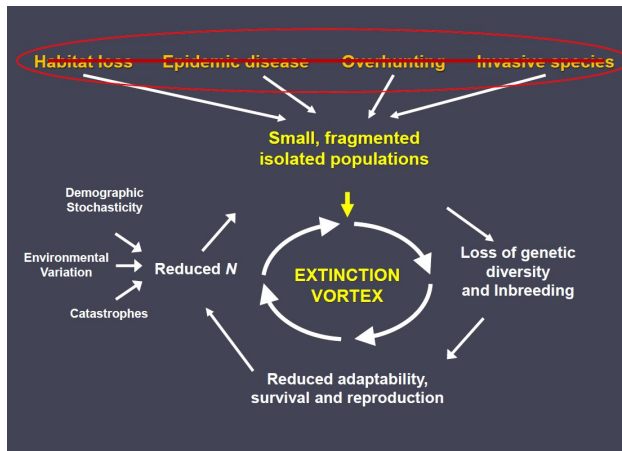 Habitat loss Epidemic disease Overhunting Invasive species
Small, fragmented
isolated populations
Demographic
Stochasticity
Environmental
Variation
Catastrophes
Reduced N
EXTINCTION
VORTEX
Loss of genetic
diversity
and Inbreeding
Reduced adaptability,
survival and reproduction